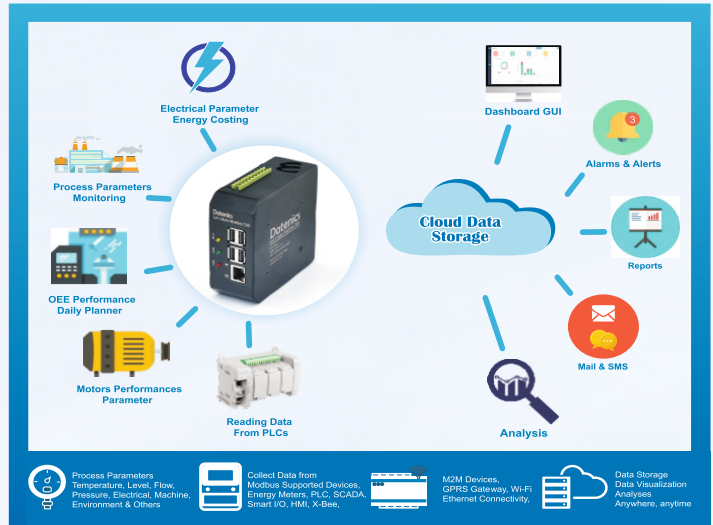 Electrical Parameter
Energy Costing
Process Parameters
Monitoring
OEE Performance
Daily Planner
Motors Performances
Parameter
Reading Data
From PLCs
Datenics
Datenics
Cloud Data
Storage
Dashboard GUI
3
Alarms & Alerts
Reports
Mail & SMS
Analysis
Process Parameters
Temperature, Level, Flow,
Pressure, Electrical, Machine,
Environment & Others
Collect Data from
Modbus Supported Devices,
Energy Meters, PLC, SCADA,
Smart I/O, HMI, X-Bee,
M2M Devices,
GPRS Gateway, Wi-Fi
Ethernet Connectivity,
Data Storage
Data Visualization
Analyses
Anywhere, anytime